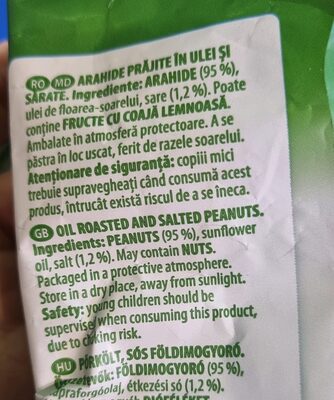 RO MD ARAHIDE PRĂJITE ÎN ULEI ȘI
SĂRATE. Ingrediente: ARAHIDE (95 %),
ulei de floarea-soarelui, sare (1,2 %). Poate
conține FRUCTE CU COAJĂ LEMNOASĂ.
Ambalate în atmosferă protectoare. A se
păstra în loc uscat, ferit de razele soarelui.
Atenționare de siguranță: copiii mici
trebuie supravegheați când consumă acest
produs, întrucât există riscul de a se îneca.
GB OIL ROASTED AND SALTED PEANUTS.
Ingredients: PEANUTS (95 %), sunflower
oil, salt (1,2 %). May contain NUTS.
Packaged in a protective atmosphere.
Store in a dry place, away from sunlight.
Safety: young children should be
supervise when consuming this product,
due to choking risk.
HU PÖRKÖLT, SÓS FÖLDIMOGYORÓ.
Összetevők: FÖLDIMOGYORÓ (95 %),
napraforgóolaj, étkezési só (1,2 %).
DIÓFÉLÉKET